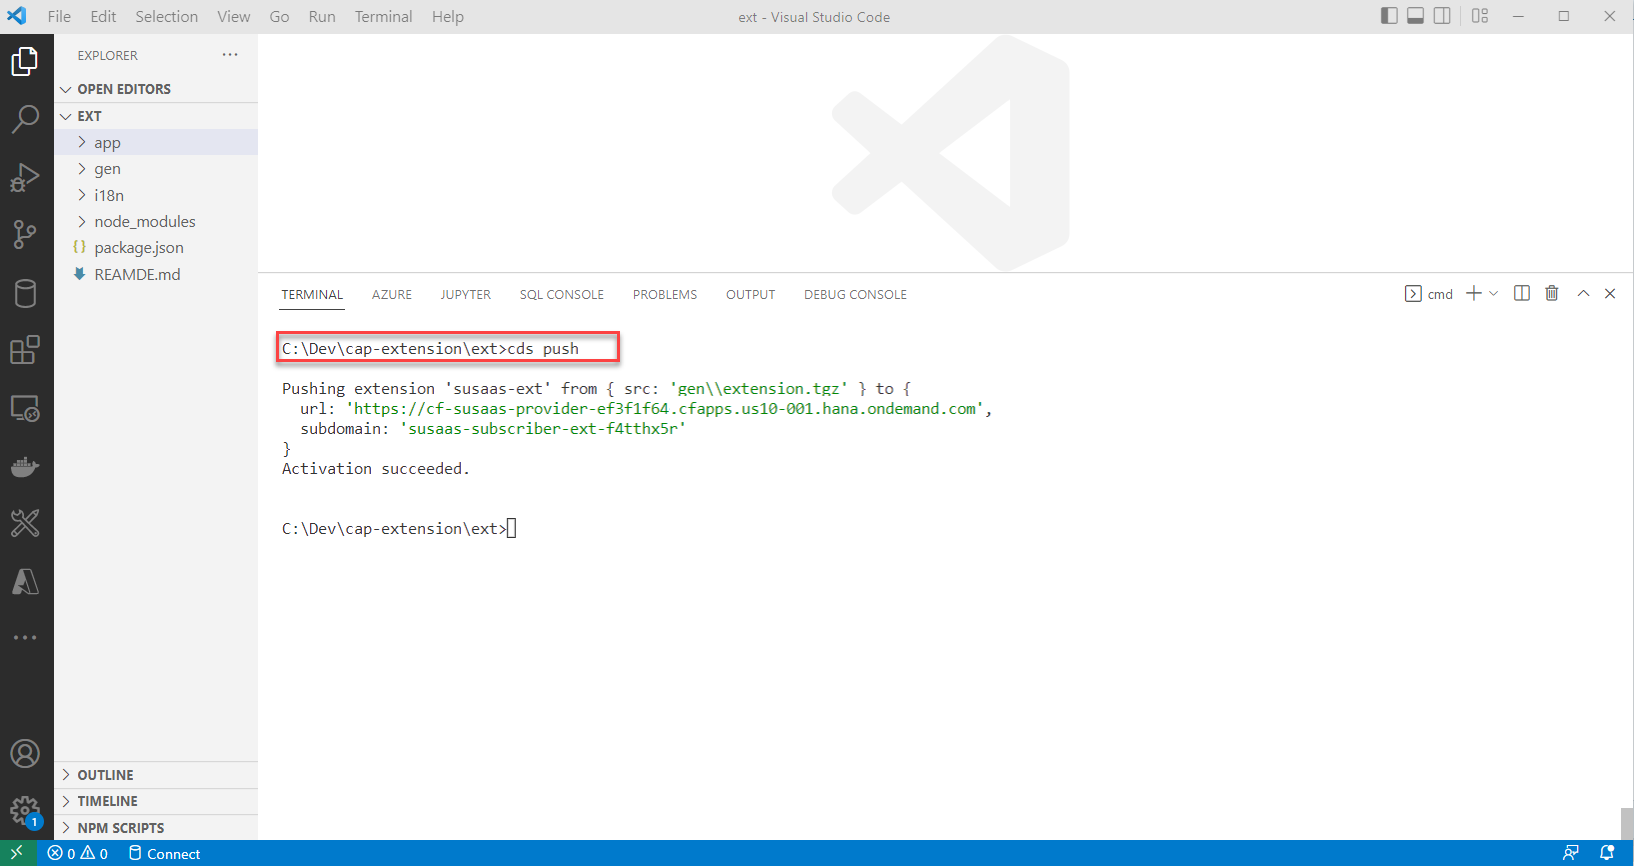 File Edit Selection View Go Run Terminal Help
ext - Visual Studio Code
EXPLORER
OPEN EDITORS
EXT
app
gen
i18n
node_modules
{} package.json
REAMDE.md
OUTLINE
TIMELINE
NPM SCRIPTS
TERMINAL AZURE JUPYTER SQL CONSOLE PROBLEMS OUTPUT DEBUG CONSOLE
cmd
C:\Dev\cap-extension\ext>cds push
Pushing extension 'susaas-ext' from { src: 'gen\\extension.tgz' } to {
url: 'https://cf-susaas-provider-ef3f1f64.cfapps.us10-001.hana.ondemand.com',
subdomain: 'susaas-subscriber-ext-f4tthx5r'
}
Activation succeeded.
C:\Dev\cap-extension\ext>
1
0 0 Connect